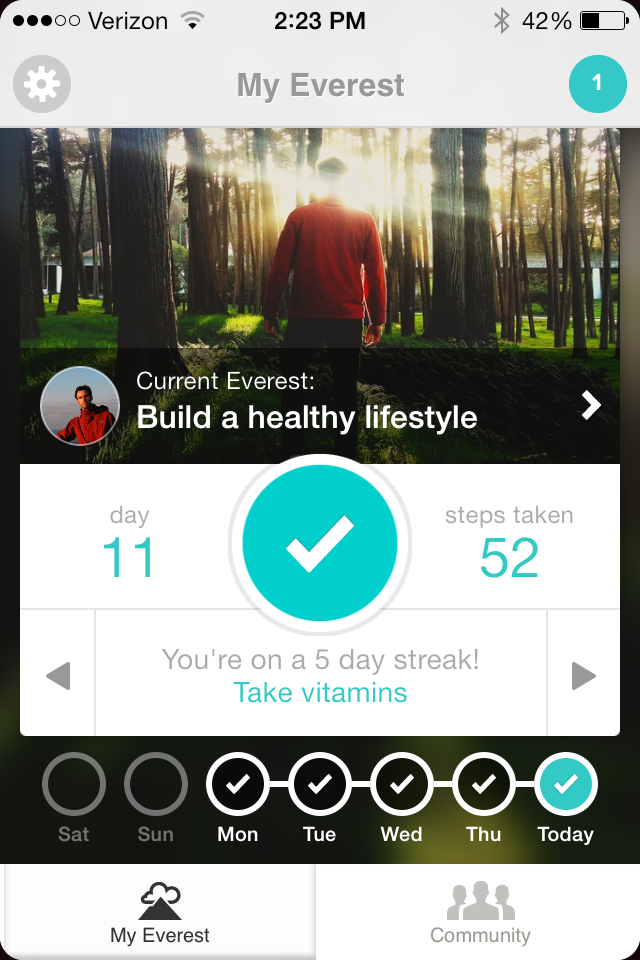 Verizon 2:23 PM 42%
My Everest 1
Current Everest:
Build a healthy lifestyle
day steps taken
11 52
You're on a 5 day streak!
Take vitamins
Sat Sun Mon Tue Wed Thu Today
My Everest Community